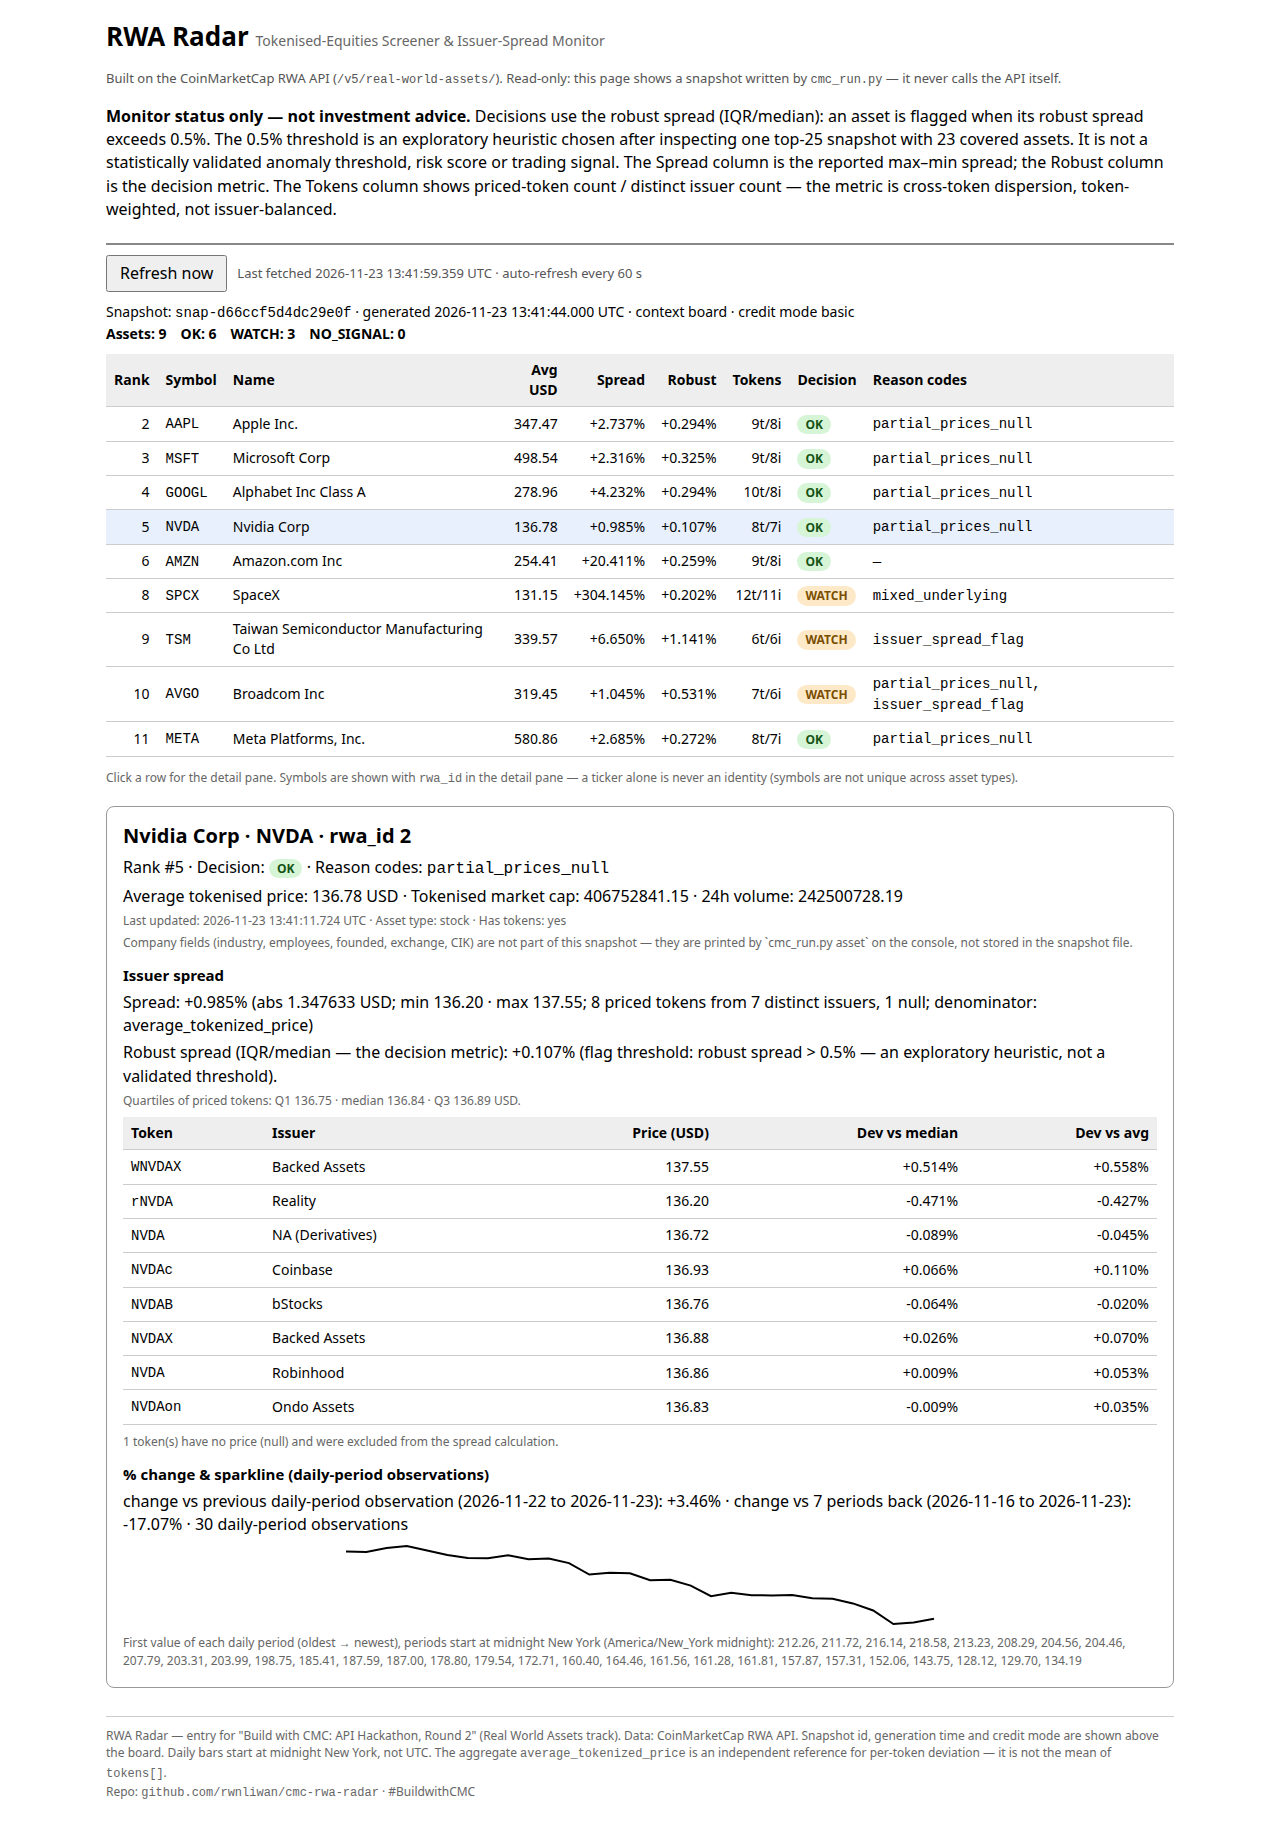 RWA Radar Tokenised-Equities Screener & Issuer-Spread Monitor
Built on the CoinMarketCap RWA API (/v5/real-world-assets/). Read-only: this page shows a snapshot written by cmc_run.py — it never calls the API itself.
Monitor status only — not investment advice. Decisions use the robust spread (IQR/median): an asset is flagged when its robust spread
exceeds 0.5%. The 0.5% threshold is an exploratory heuristic chosen after inspecting one top-25 snapshot with 23 covered assets. It is not a
statistically validated anomaly threshold, risk score or trading signal. The Spread column is the reported max–min spread; the Robust column
is the decision metric. The Tokens column shows priced-token count / distinct issuer count — the metric is cross-token dispersion, token-
weighted, not issuer-balanced.
Refresh now Last fetched 2026-11-23 13:41:59.359 UTC · auto-refresh every 60 s
Snapshot: snap-d66ccf5d4dc29e0f · generated 2026-11-23 13:41:44.000 UTC · context board · credit mode basic
Assets: 9 OK: 6 WATCH: 3 NO_SIGNAL: 0
Rank Symbol Name Avg USD Spread Robust Tokens Decision Reason codes
2 AAPL Apple Inc. 347.47 +2.737% +0.294% 9t/8i OK partial_prices_null
3 MSFT Microsoft Corp 498.54 +2.316% +0.325% 9t/8i OK partial_prices_null
4 GOOGL Alphabet Inc Class A 278.96 +4.232% +0.294% 10t/8i OK partial_prices_null
5 NVDA Nvidia Corp 136.78 +0.985% +0.107% 8t/7i OK partial_prices_null
6 AMZN Amazon.com Inc 254.41 +20.411% +0.259% 9t/8i OK —
8 SPCX SpaceX 131.15 +304.145% +0.202% 12t/11i WATCH mixed_underlying
9 TSM Taiwan Semiconductor Manufacturing Co Ltd 339.57 +6.650% +1.141% 6t/6i WATCH issuer_spread_flag
10 AVGO Broadcom Inc 319.45 +1.045% +0.531% 7t/6i WATCH partial_prices_null, issuer_spread_flag
11 META Meta Platforms, Inc. 580.86 +2.685% +0.272% 8t/7i OK partial_prices_null
Click a row for the detail pane. Symbols are shown with rwa_id in the detail pane — a ticker alone is never an identity (symbols are not unique across asset types).
Nvidia Corp · NVDA · rwa_id 2
Rank #5 · Decision: OK · Reason codes: partial_prices_null
Average tokenised price: 136.78 USD · Tokenised market cap: 406752841.15 · 24h volume: 242500728.19
Last updated: 2026-11-23 13:41:11.724 UTC · Asset type: stock · Has tokens: yes
Company fields (industry, employees, founded, exchange, CIK) are not part of this snapshot — they are printed by `cmc_run.py asset` on the console, not stored in the snapshot file.
Issuer spread
Spread: +0.985% (abs 1.347633 USD; min 136.20 · max 137.55; 8 priced tokens from 7 distinct issuers, 1 null; denominator:
average_tokenized_price)
Robust spread (IQR/median — the decision metric): +0.107% (flag threshold: robust spread > 0.5% — an exploratory heuristic, not a
validated threshold).
Quartiles of priced tokens: Q1 136.75 · median 136.84 · Q3 136.89 USD.
Token Issuer Price (USD) Dev vs median Dev vs avg
WNVDAX Backed Assets 137.55 +0.514% +0.558%
rNVDA Reality 136.20 -0.471% -0.427%
NVDA NA (Derivatives) 136.72 -0.089% -0.045%
NVDAc Coinbase 136.93 +0.066% +0.110%
NVDAB bStocks 136.76 -0.064% -0.020%
NVDAX Backed Assets 136.88 +0.026% +0.070%
NVDA Robinhood 136.86 +0.009% +0.053%
NVDAon Ondo Assets 136.83 -0.009% +0.035%
1 token(s) have no price (null) and were excluded from the spread calculation.
% change & sparkline (daily-period observations)
change vs previous daily-period observation (2026-11-22 to 2026-11-23): +3.46% · change vs 7 periods back (2026-11-16 to 2026-11-23):
-17.07% · 30 daily-period observations
First value of each daily period (oldest → newest), periods start at midnight New York (America/New_York midnight): 212.26, 211.72, 216.14, 218.58, 213.23, 208.29, 204.56, 204.46,
207.79, 203.31, 203.99, 198.75, 185.41, 187.59, 187.00, 178.80, 179.54, 172.71, 160.40, 164.46, 161.56, 161.28, 161.81, 157.87, 157.31, 152.06, 143.75, 128.12, 129.70, 134.19
RWA Radar — entry for "Build with CMC: API Hackathon, Round 2" (Real World Assets track). Data: CoinMarketCap RWA API. Snapshot id, generation time and credit mode are shown above
the board. Daily bars start at midnight New York, not UTC. The aggregate average_tokenized_price is an independent reference for per-token deviation — it is not the mean of
tokens[].
Repo: github.com/rwnliwan/cmc-rwa-radar · #BuildwithCMC